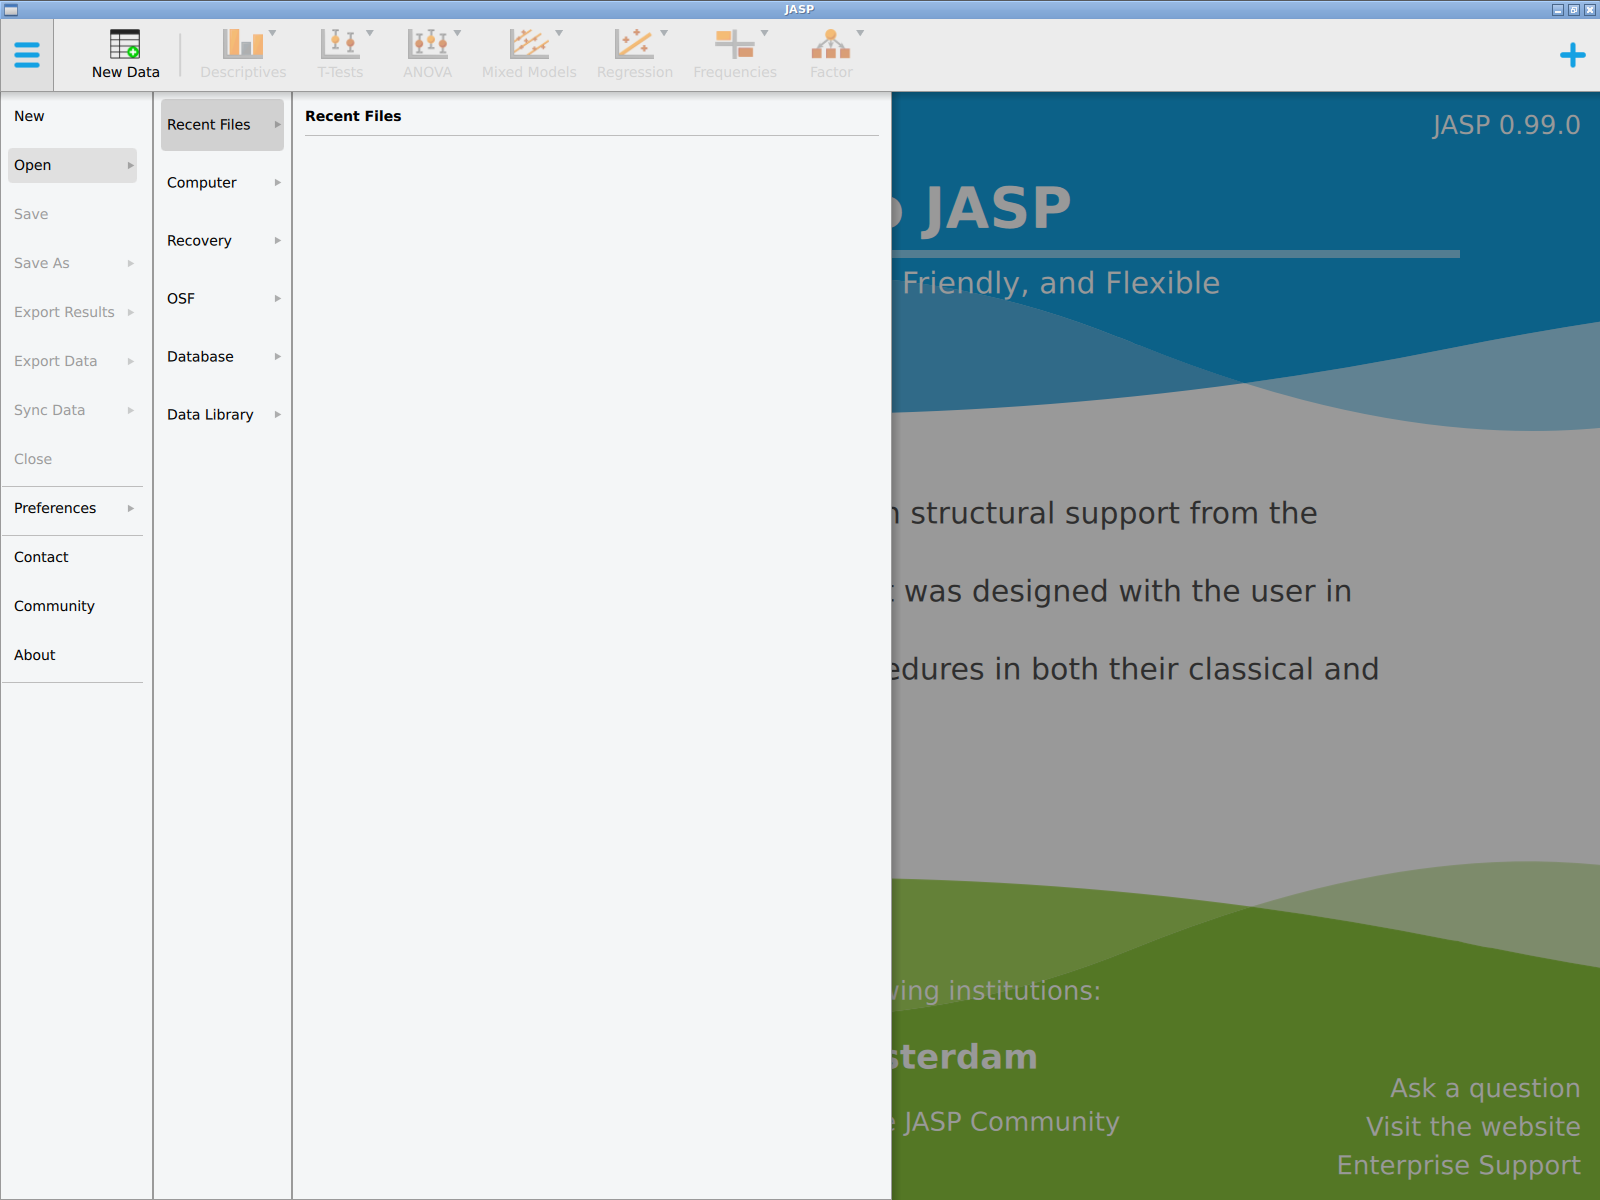 JASP
New Data
Descriptives
T-Tests
ANOVA
Mixed Models
Regression
Frequencies
Factor
New
Open
Save
Save As
Export Results
Export Data
Sync Data
Close
Preferences
Contact
Community
About
Recent Files
Computer
Recovery
OSF
Database
Data Library
Recent Files
JASP 0.99.0
JASP
Friendly, and Flexible
structural support from the
was designed with the user in
edures in both their classical and
ving institutions:
sterdam
JASP Community
Ask a question
Visit the website
Enterprise Support